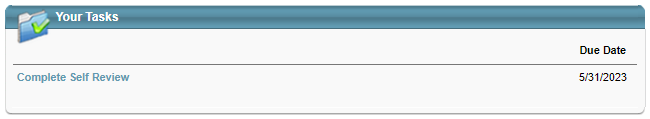 Your Tasks
Due Date
Complete Self Review 5/31/2023